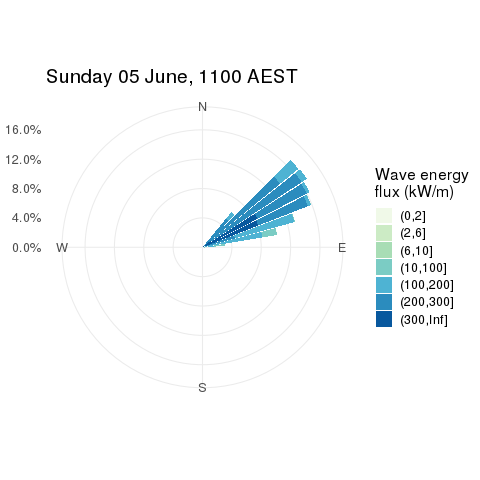 Sunday 05 June, 1100 AEST
N
16.0%
12.0%
8.0%
4.0%
0.0%
W
E
S
Wave energy
flux (kW/m)
(0,2]
(2,6]
(6,10]
(10,100]
(100,200]
(200,300]
(300,Inf]